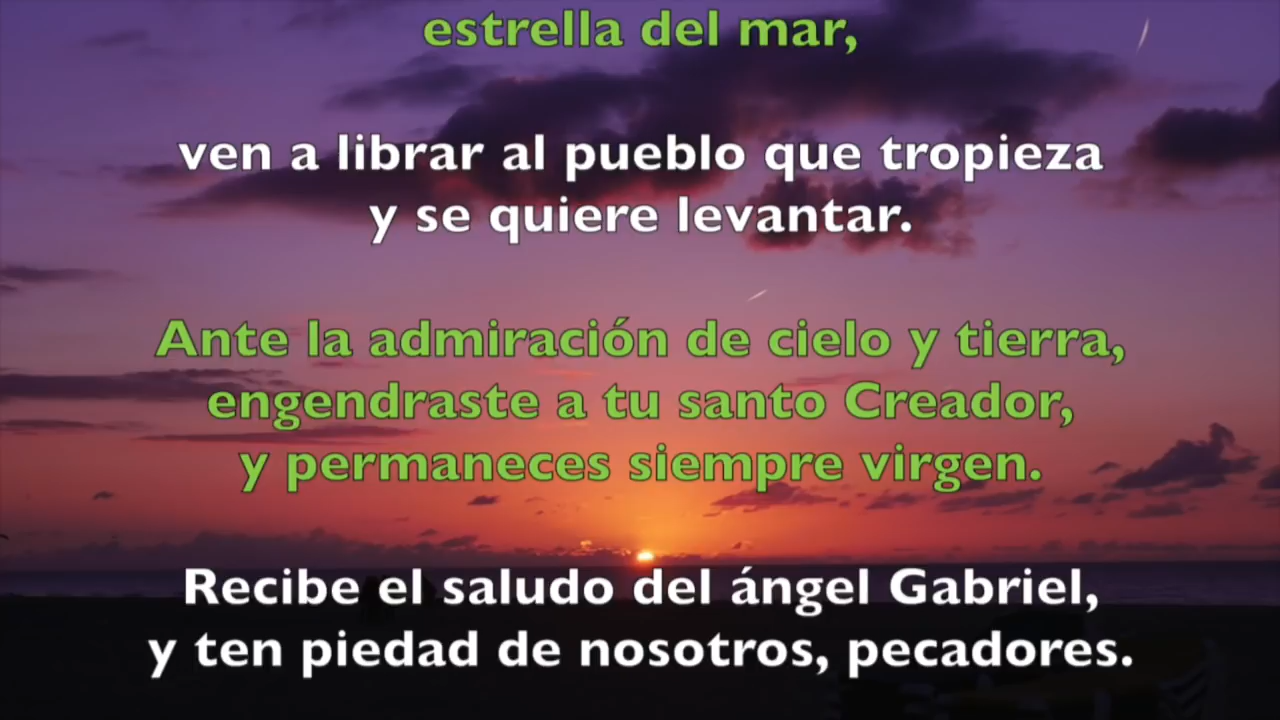 estrella del mar,
ven a librar al pueblo que tropieza
y se quiere levantar.
Ante la admiración de cielo y tierra,
engendraste a tu santo Creador,
y permaneces siempre virgen.
Recibe el saludo del ángel Gabriel,
y ten piedad de nosotros, pecadores.